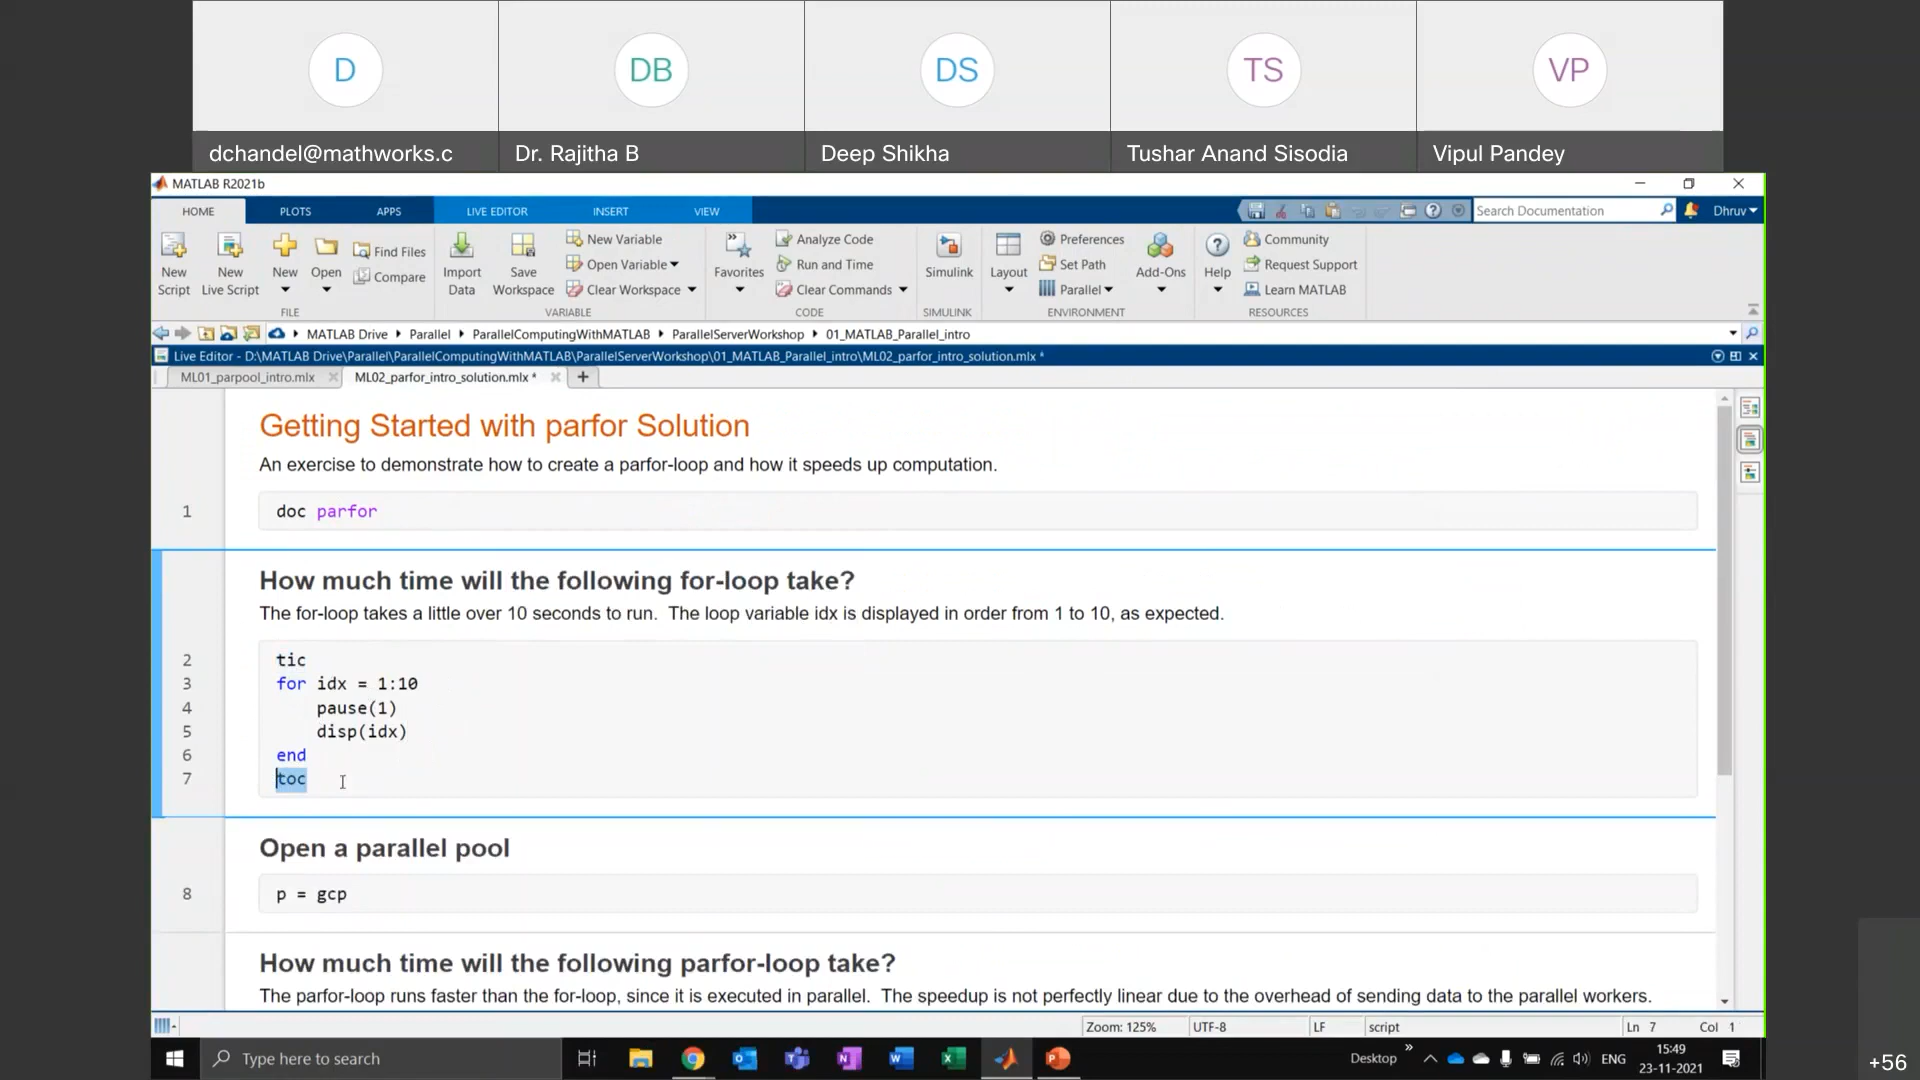 D
DB
DS
TS
VP
dchandel@mathworks.c
Dr. Rajitha B
Deep Shikha
Tushar Anand Sisodia
Vipul Pandey
MATLAB R2021b
HOME PLOTS APPS LIVE EDITOR INSERT VIEW
Search Documentation
Dhruv
New Script
New Live Script
New
Open
Find Files
Compare
FILE
Import Data
Save Workspace
New Variable
Open Variable
Clear Workspace
VARIABLE
Favorites
Analyze Code
Run and Time
Clear Commands
CODE
Simulink
SIMULINK
Layout
Preferences
Set Path
Parallel
Add-Ons
ENVIRONMENT
Help
Community
Request Support
Learn MATLAB
RESOURCES
MATLAB Drive Parallel ParallelComputingWithMATLAB ParallelServerWorkshop 01_MATLAB_Parallel_intro
Live Editor - D:\MATLAB Drive\Parallel\ParallelComputingWithMATLAB\ParallelServerWorkshop\01_MATLAB_Parallel_intro\ML02_parfor_intro_solution.mlx *
ML01_parpool_intro.mlx
ML02_parfor_intro_solution.mlx *
Getting Started with parfor Solution
An exercise to demonstrate how to create a parfor-loop and how it speeds up computation.
1 doc parfor
How much time will the following for-loop take?
The for-loop takes a little over 10 seconds to run. The loop variable idx is displayed in order from 1 to 10, as expected.
2 tic
3 for idx = 1:10
4 pause(1)
5 disp(idx)
6 end
7 toc
Open a parallel pool
8 p = gcp
How much time will the following parfor-loop take?
The parfor-loop runs faster than the for-loop, since it is executed in parallel. The speedup is not perfectly linear due to the overhead of sending data to the parallel workers.
Zoom: 125% UTF-8 LF script Ln 7 Col 1
Type here to search
Desktop
ENG
15:49
23-11-2021
+56